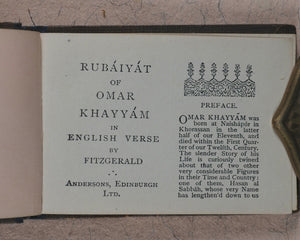 RUBÁIYÁT
OF
OMAR
KHAYYÁM
IN
ENGLISH VERSE
BY
FITZGERALD
ANDERSONS, EDINBURGH
LTD.
PREFACE.
OMAR KHAYYÁM was
born at Naishápúr in
Khorassan in the latter
half of our Eleventh, and
died within the First Quar-
ter of our Twelfth, Century.
The slender Story of his
Life is curiously twined
about that of two other
very considerable Figures
in their Time and Country:
one of them, Hasan al
Sabbáh, whose very Name
has lengthen'd down to us